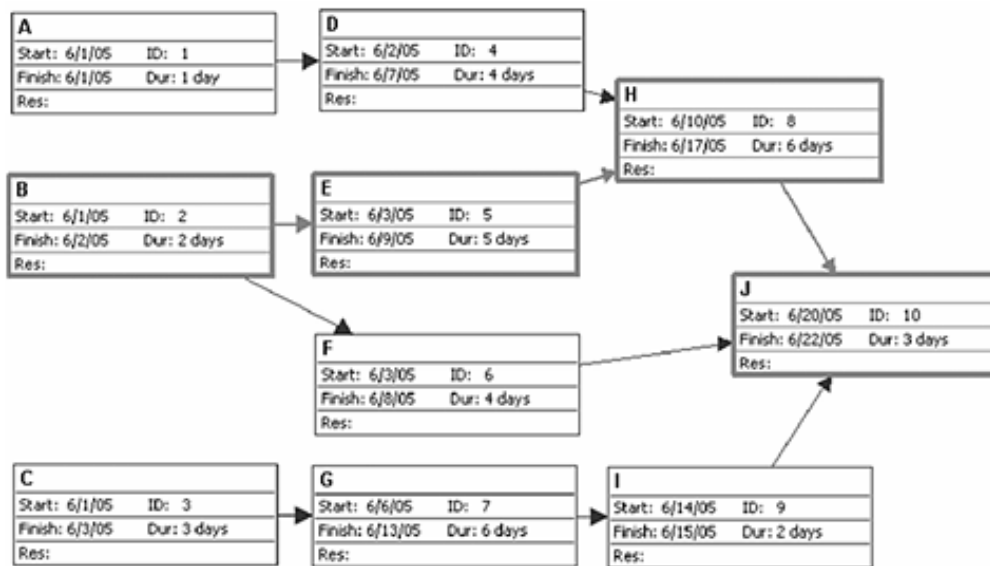 A
Start: 6/1/05 ID: 1
Finish: 6/1/05 Dur: 1 day
Res:
D
Start: 6/2/05 ID: 4
Finish: 6/7/05 Dur: 4 days
Res:
H
Start: 6/10/05 ID: 8
Finish: 6/17/05 Dur: 6 days
Res:
B
Start: 6/1/05 ID: 2
Finish: 6/2/05 Dur: 2 days
Res:
E
Start: 6/3/05 ID: 5
Finish: 6/9/05 Dur: 5 days
Res:
J
Start: 6/20/05 ID: 10
Finish: 6/22/05 Dur: 3 days
Res:
F
Start: 6/3/05 ID: 6
Finish: 6/8/05 Dur: 4 days
Res:
C
Start: 6/1/05 ID: 3
Finish: 6/3/05 Dur: 3 days
Res:
G
Start: 6/6/05 ID: 7
Finish: 6/13/05 Dur: 6 days
Res:
I
Start: 6/14/05 ID: 9
Finish: 6/15/05 Dur: 2 days
Res: